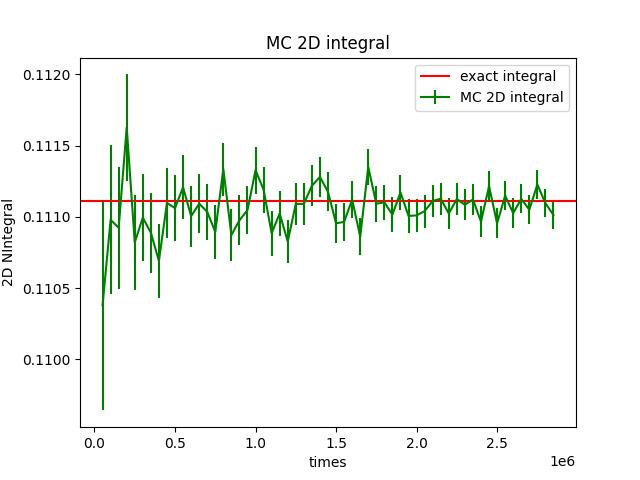 MC 2D integral
exact integral
MC 2D integral
0.1120
0.1115
0.1110
0.1105
0.1100
2D NIntegral
0.0 0.5 1.0 1.5 2.0 2.5
1e6
times